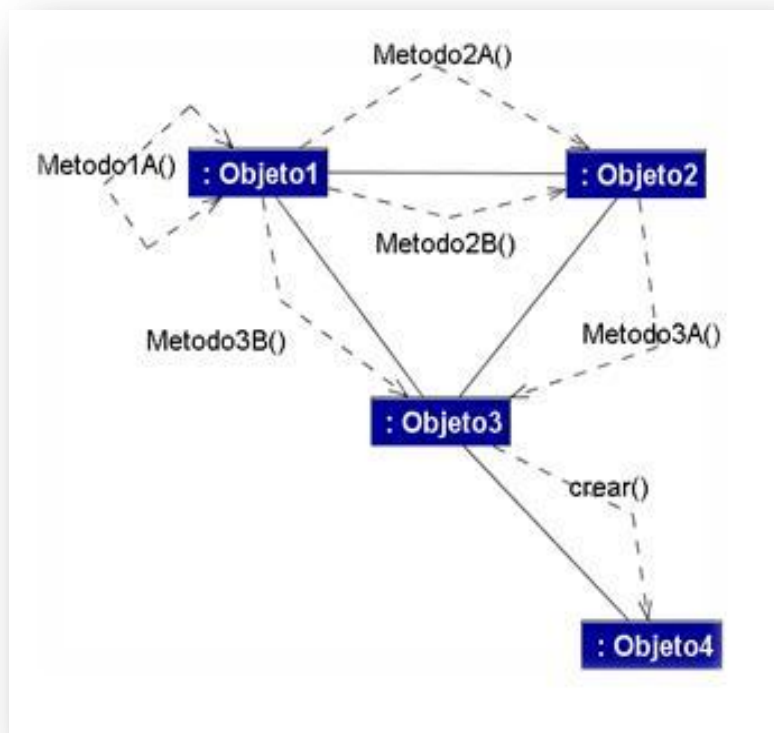 Metodo2A()
Metodo1A()
: Objeto1
: Objeto2
Metodo2B()
Metodo3B()
Metodo3A()
: Objeto3
crear()
: Objeto4